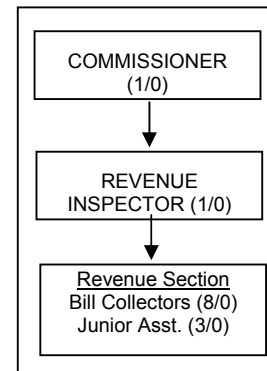 COMMISSIONER
(1/0)
REVENUE
INSPECTOR (1/0)
Revenue Section
Bill Collectors (8/0)
Junior Asst. (3/0)